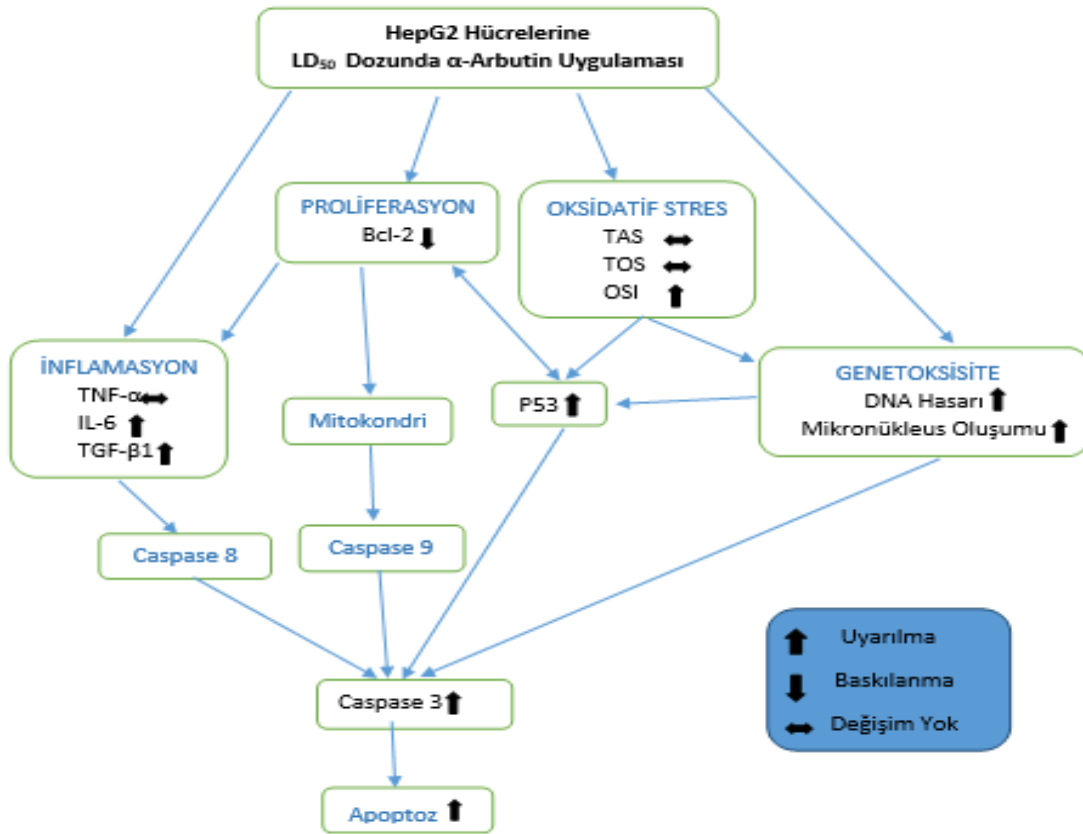 HepG2 Hücrelerine
LD₅₀ Dozunda α-Arbutin Uygulaması
PROLİFERASYON
Bcl-2
OKSİDATİF STRES
TAS
TOS
OSI
İNFLAMASYON
TNF-α
IL-6
TGF-β1
Mitokondri
P53
GENETOKSİSİTE
DNA Hasarı
Mikronükleus Oluşumu
Caspase 8
Caspase 9
Caspase 3
Apoptoz
Uyarılma
Baskılanma
Değişim Yok